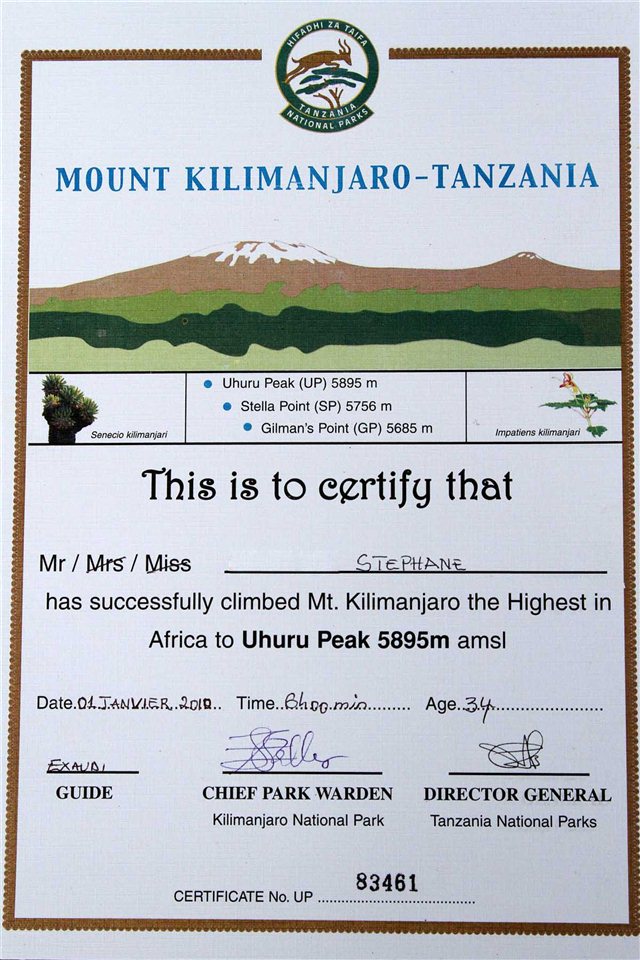 HIFADHI ZA TAIFA
TANZANIA
NATIONAL PARKS
MOUNT KILIMANJARO-TANZANIA
Uhuru Peak (UP) 5895 m
Stella Point (SP) 5756 m
Gilman's Point (GP) 5685 m
Senecio kilimanjari
Impatiens kilimanjari
This is to certify that
Mr / Mrs / Miss STEPHANE
has successfully climbed Mt. Kilimanjaro the Highest in
Africa to Uhuru Peak 5895m amsl
Date.01 JANVIER.2010.. Time..6h00.min......... Age..34......................
EXAUDI
GUIDE CHIEF PARK WARDEN DIRECTOR GENERAL
Kilimanjaro National Park Tanzania National Parks
83461
CERTIFICATE No. UP ....................................